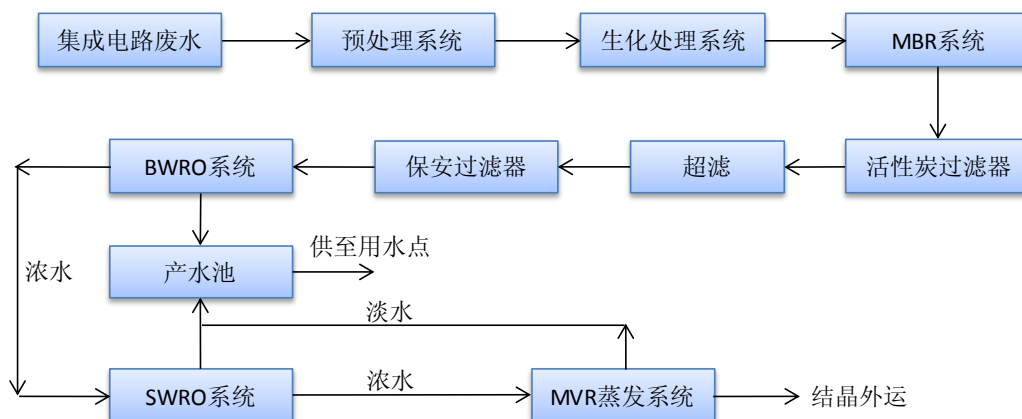 集成电路废水
预处理系统
生化处理系统
MBR系统
BWRO系统
保安过滤器
超滤
活性炭过滤器
供至用水点
浓水
产水池
淡水
SWRO系统
浓水
MVR蒸发系统
结晶外运